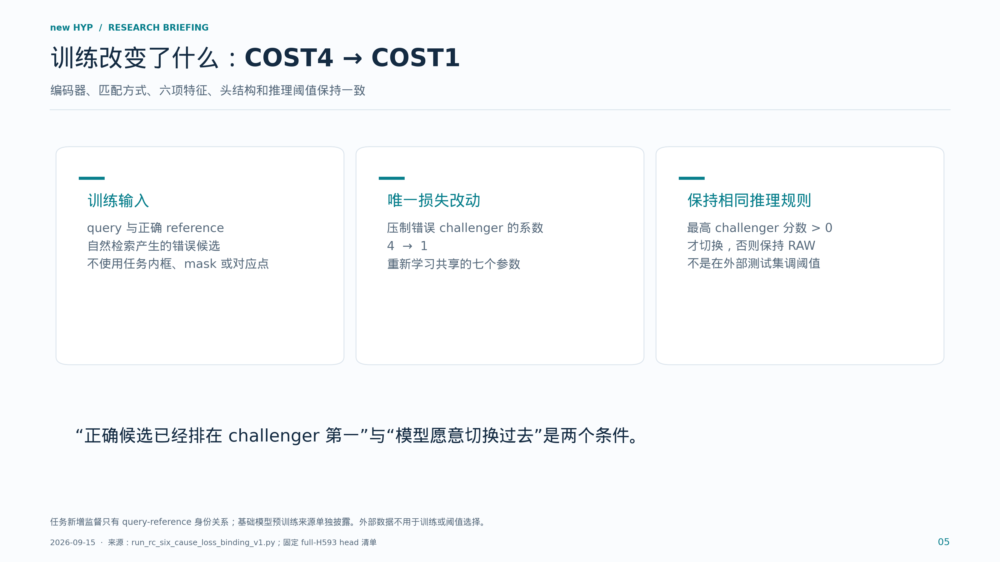 new HYP / RESEARCH BRIEFING
训练改变了什么：COST4 → COST1
编码器、匹配方式、六项特征、头结构和推理阈值保持一致
训练输入
query 与正确 reference
自然检索产生的错误候选
不使用任务内框、mask 或对应点
唯一损失改动
压制错误 challenger 的系数
4 → 1
重新学习共享的七个参数
保持相同推理规则
最高 challenger 分数 > 0
才切换，否则保持 RAW
不是在外部测试集调阈值
“正确候选已经排在 challenger 第一”与“模型愿意切换过去”是两个条件。
任务新增监督只有 query-reference 身份关系；基础模型预训练来源单独披露。外部数据不用于训练或阈值选择。
2026-09-15 · 来源：run_rc_six_cause_loss_binding_v1.py；固定 full-H593 head 清单
05